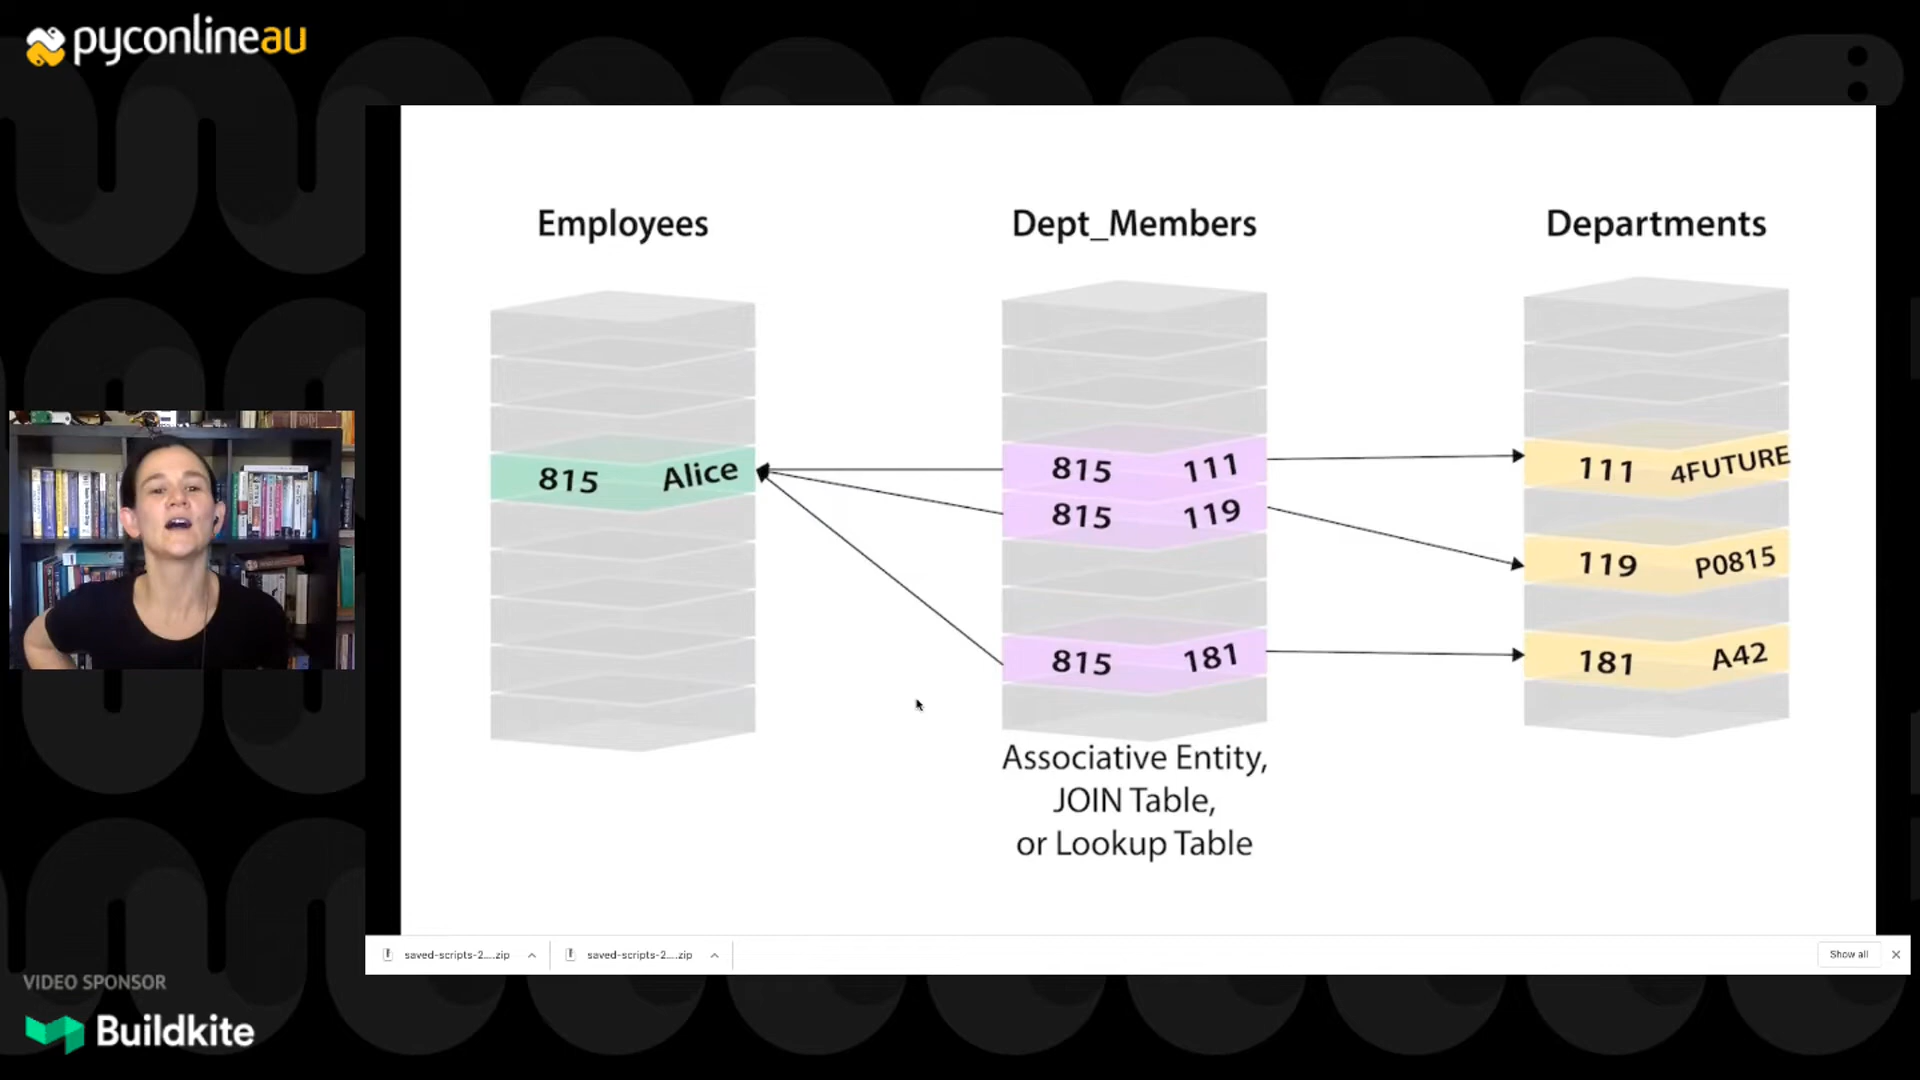 pyconlineau
Employees
Dept_Members
Departments
815 Alice
815 111
815 119
815 181
111 4FUTURE
119 P0815
181 A42
Associative Entity,
JOIN Table,
or Lookup Table
saved-scripts-2....zip
saved-scripts-2....zip
Show all
VIDEO SPONSOR
Buildkite